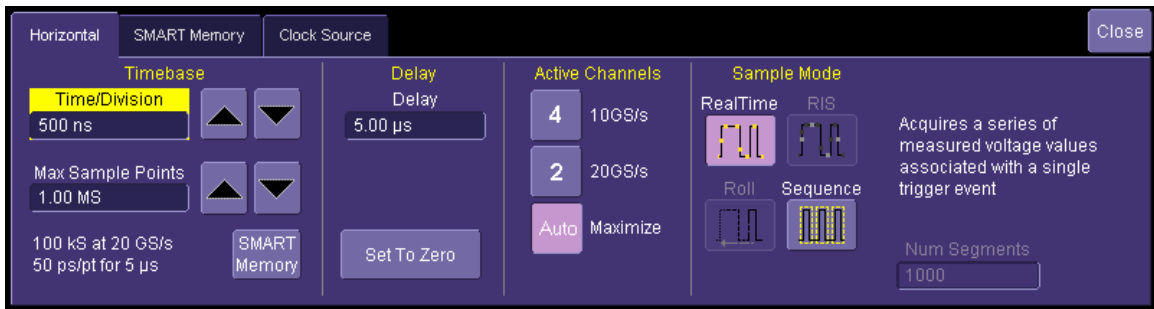 Horizontal
SMART Memory
Clock Source
Close
Timebase
Time/Division
500 ns
Max Sample Points
1.00 MS
100 kS at 20 GS/s
50 ps/pt for 5 µs
SMART
Memory
Delay
Delay
5.00 µs
Set To Zero
Active Channels
4 10GS/s
2 20GS/s
Auto Maximize
Sample Mode
RealTime
RIS
Roll
Sequence
Acquires a series of
measured voltage values
associated with a single
trigger event
Num Segments
1000